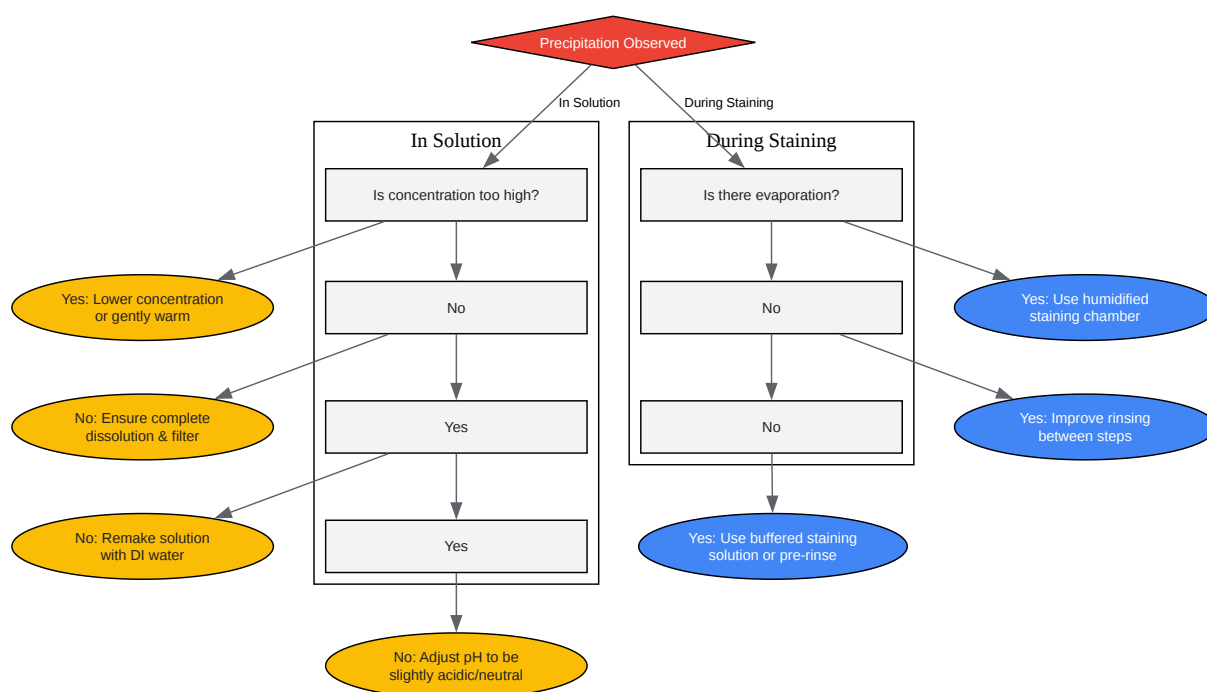 Precipitation Observed
In Solution
During Staining
In Solution
During Staining
Is concentration too high?
Is there evaporation?
Yes: Lower concentration
or gently warm
No
No
Yes: Use humidified
staining chamber
No: Ensure complete
dissolution & filter
Yes
No
Yes: Improve rinsing
between steps
No: Remake solution
with DI water
Yes
Yes: Use buffered staining
solution or pre-rinse
No: Adjust pH to be
slightly acidic/neutral